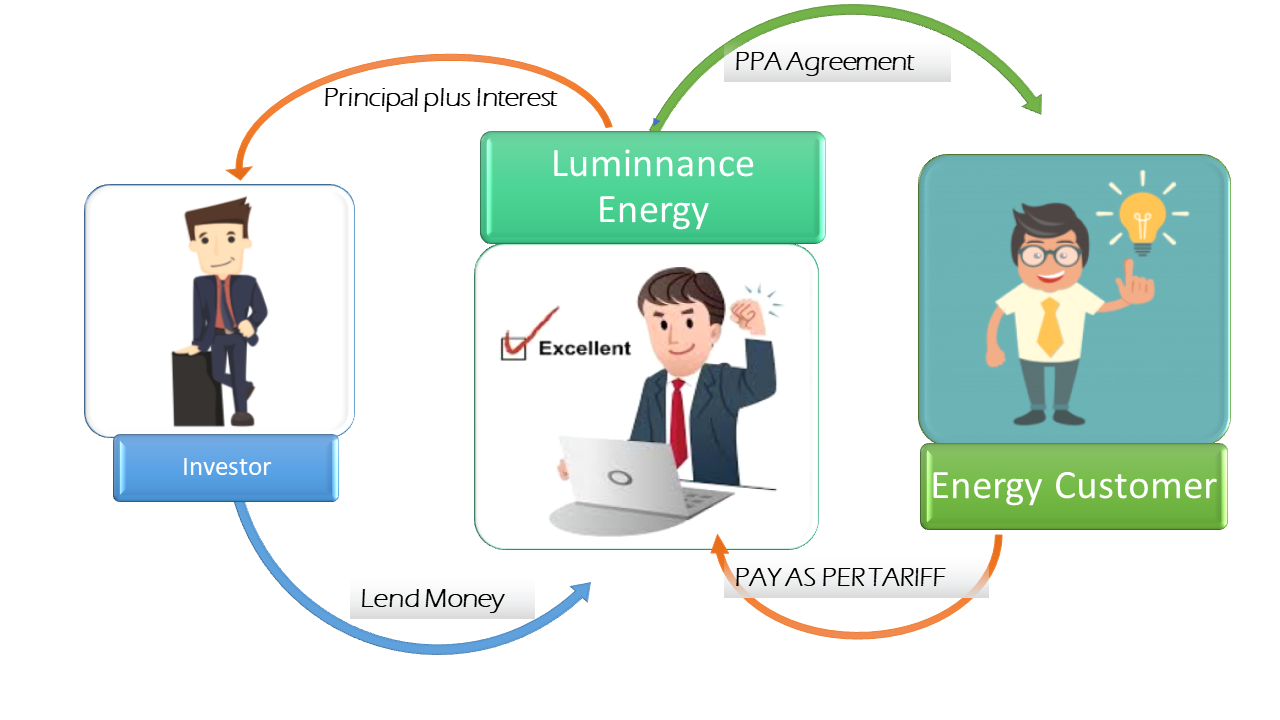 PPA Agreement
Principal plus Interest
Luminnance
Energy
Excellent
Investor
Energy Customer
PAY AS PER TARIFF
Lend Money